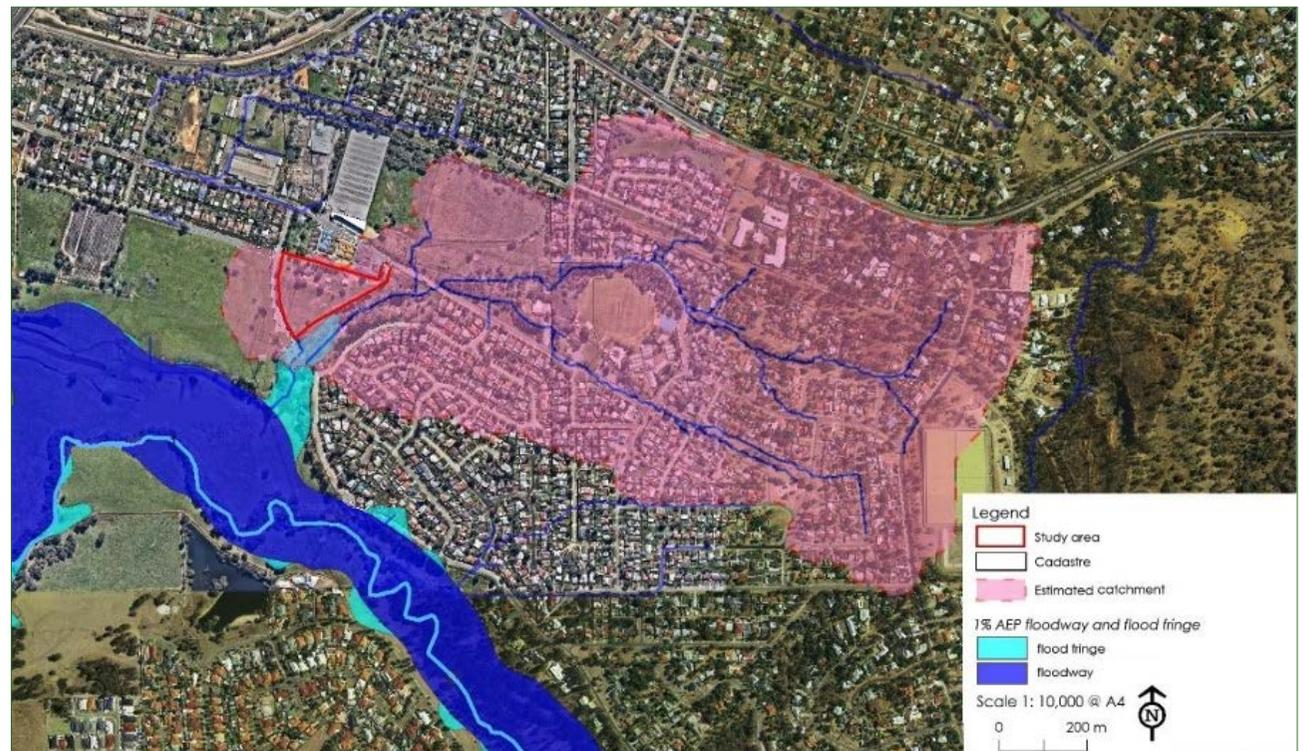 Legend
Study area
Cadastre
Estimated catchment
1% AEP floodway and flood fringe
flood fringe
floodway
Scale 1: 10,000 @ A4
N
0 200 m